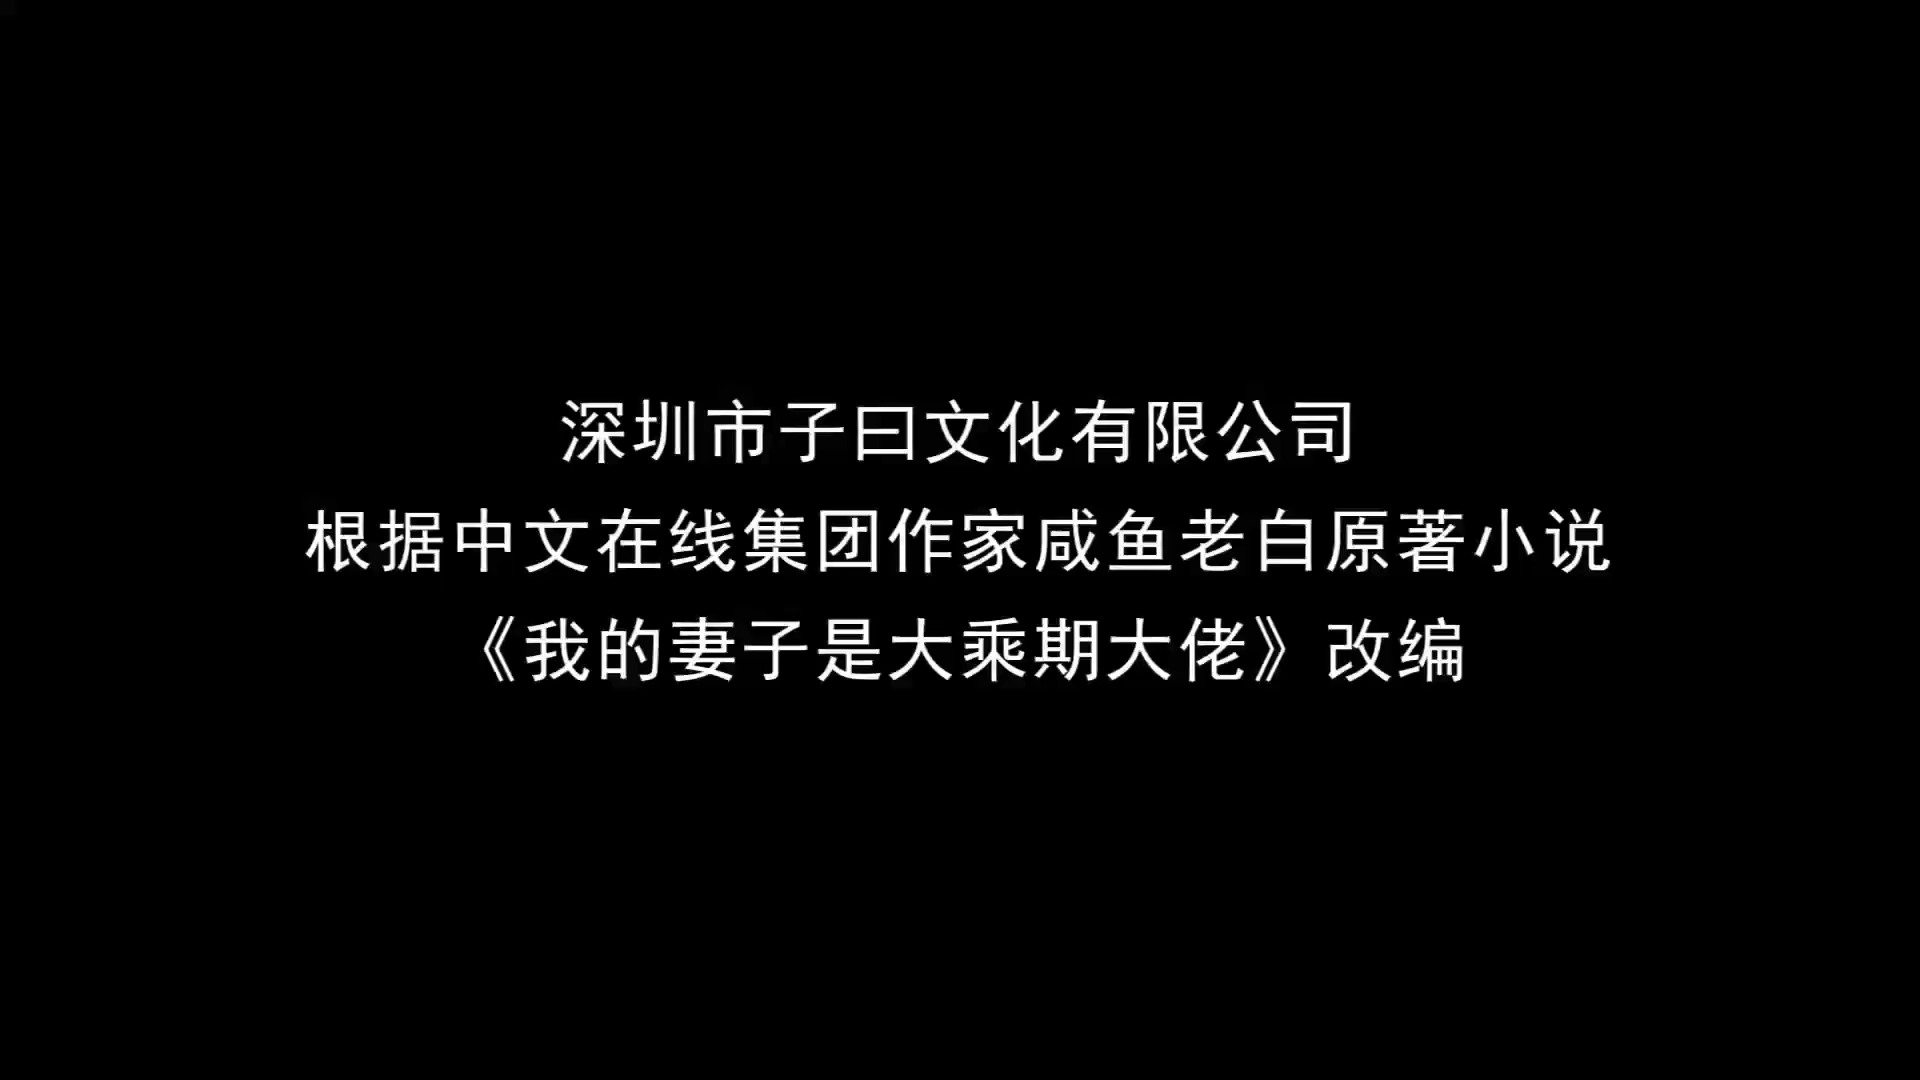 深圳市子曰文化有限公司
根据中文在线集团作家咸鱼老白原著小说
《我的妻子是大乘期大佬》改编